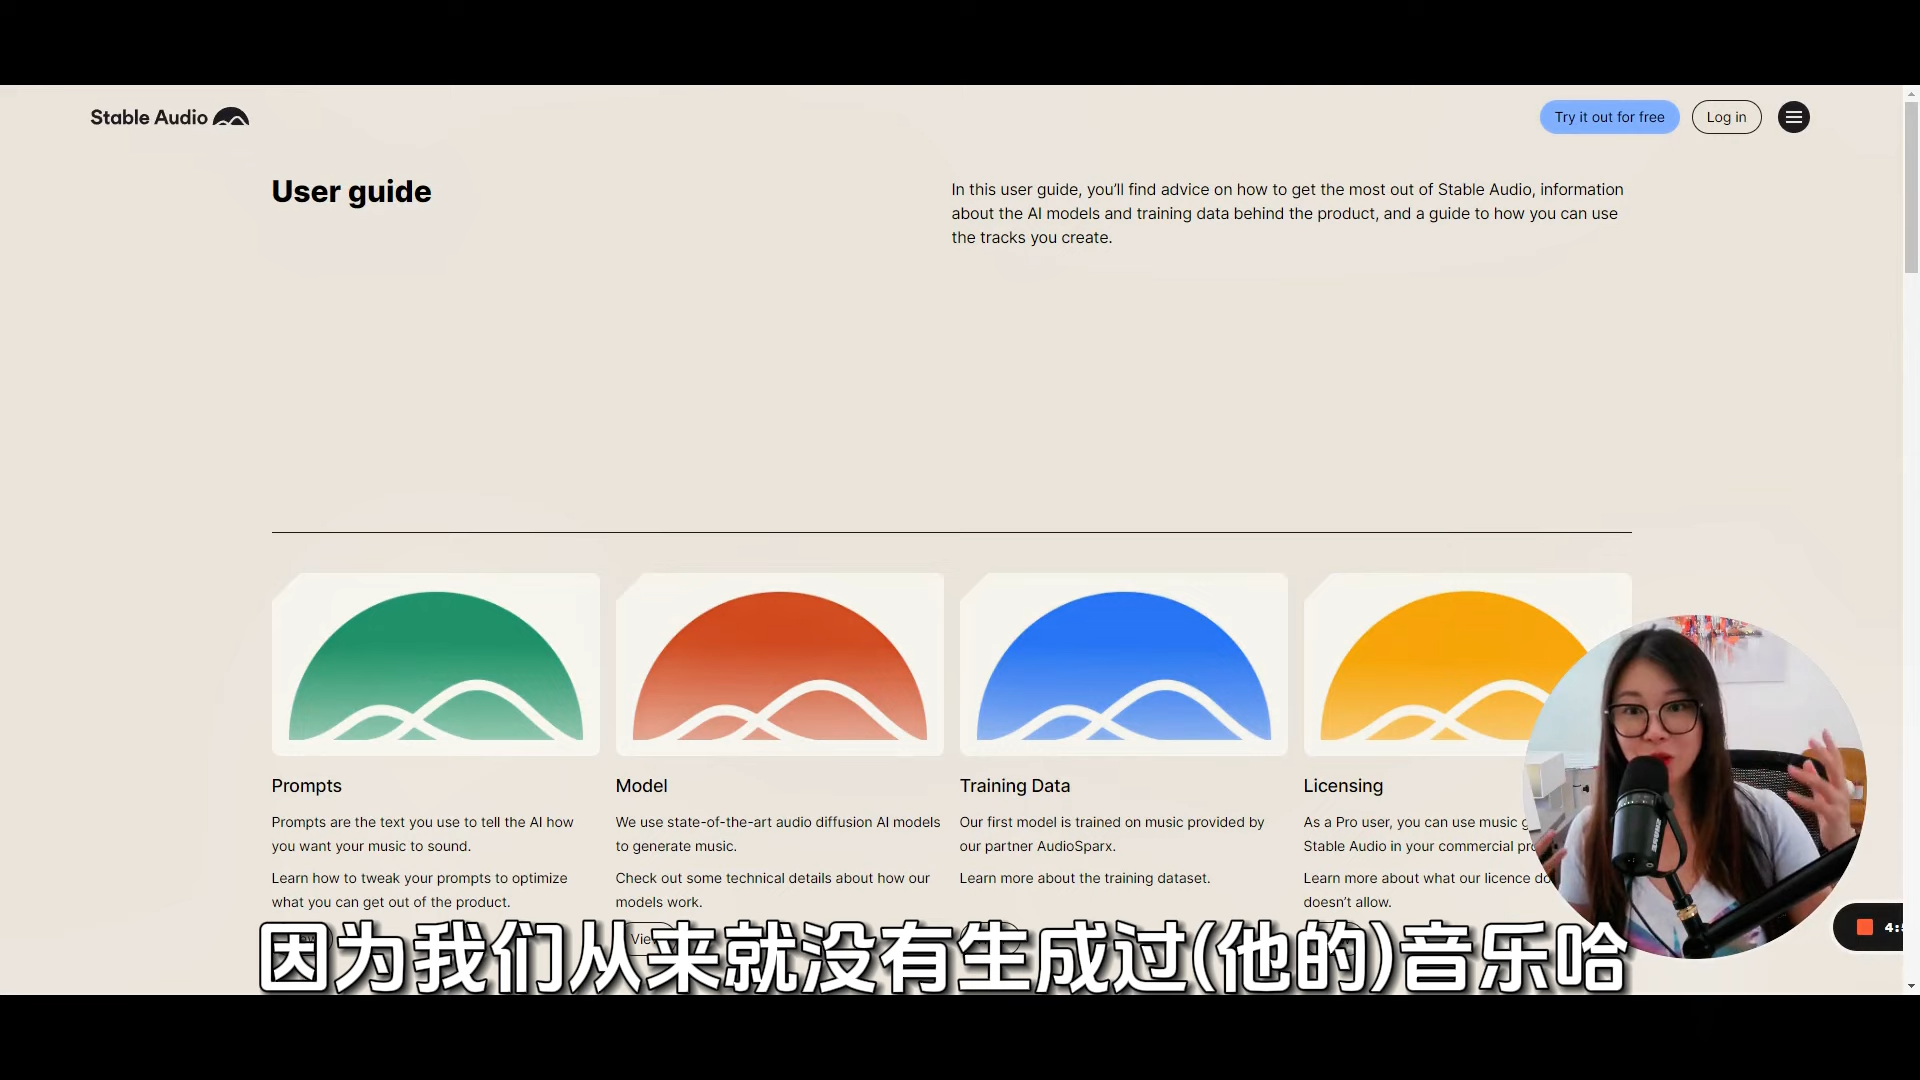 Stable Audio
Try it out for free
Log in
User guide
In this user guide, you'll find advice on how to get the most out of Stable Audio, information
about the AI models and training data behind the product, and a guide to how you can use
the tracks you create.
Prompts
Prompts are the text you use to tell the AI how
you want your music to sound.
Learn how to tweak your prompts to optimize
what you can get out of the product.
Model
We use state-of-the-art audio diffusion AI models
to generate music.
Check out some technical details about how our
models work.
Training Data
Our first model is trained on music provided by
our partner AudioSparx.
Learn more about the training dataset.
Licensing
As a Pro user, you can use music
Stable Audio in your commercial
Learn more about what our licence
doesn't allow.
因为我们从来就没有生成过(他的)音乐哈